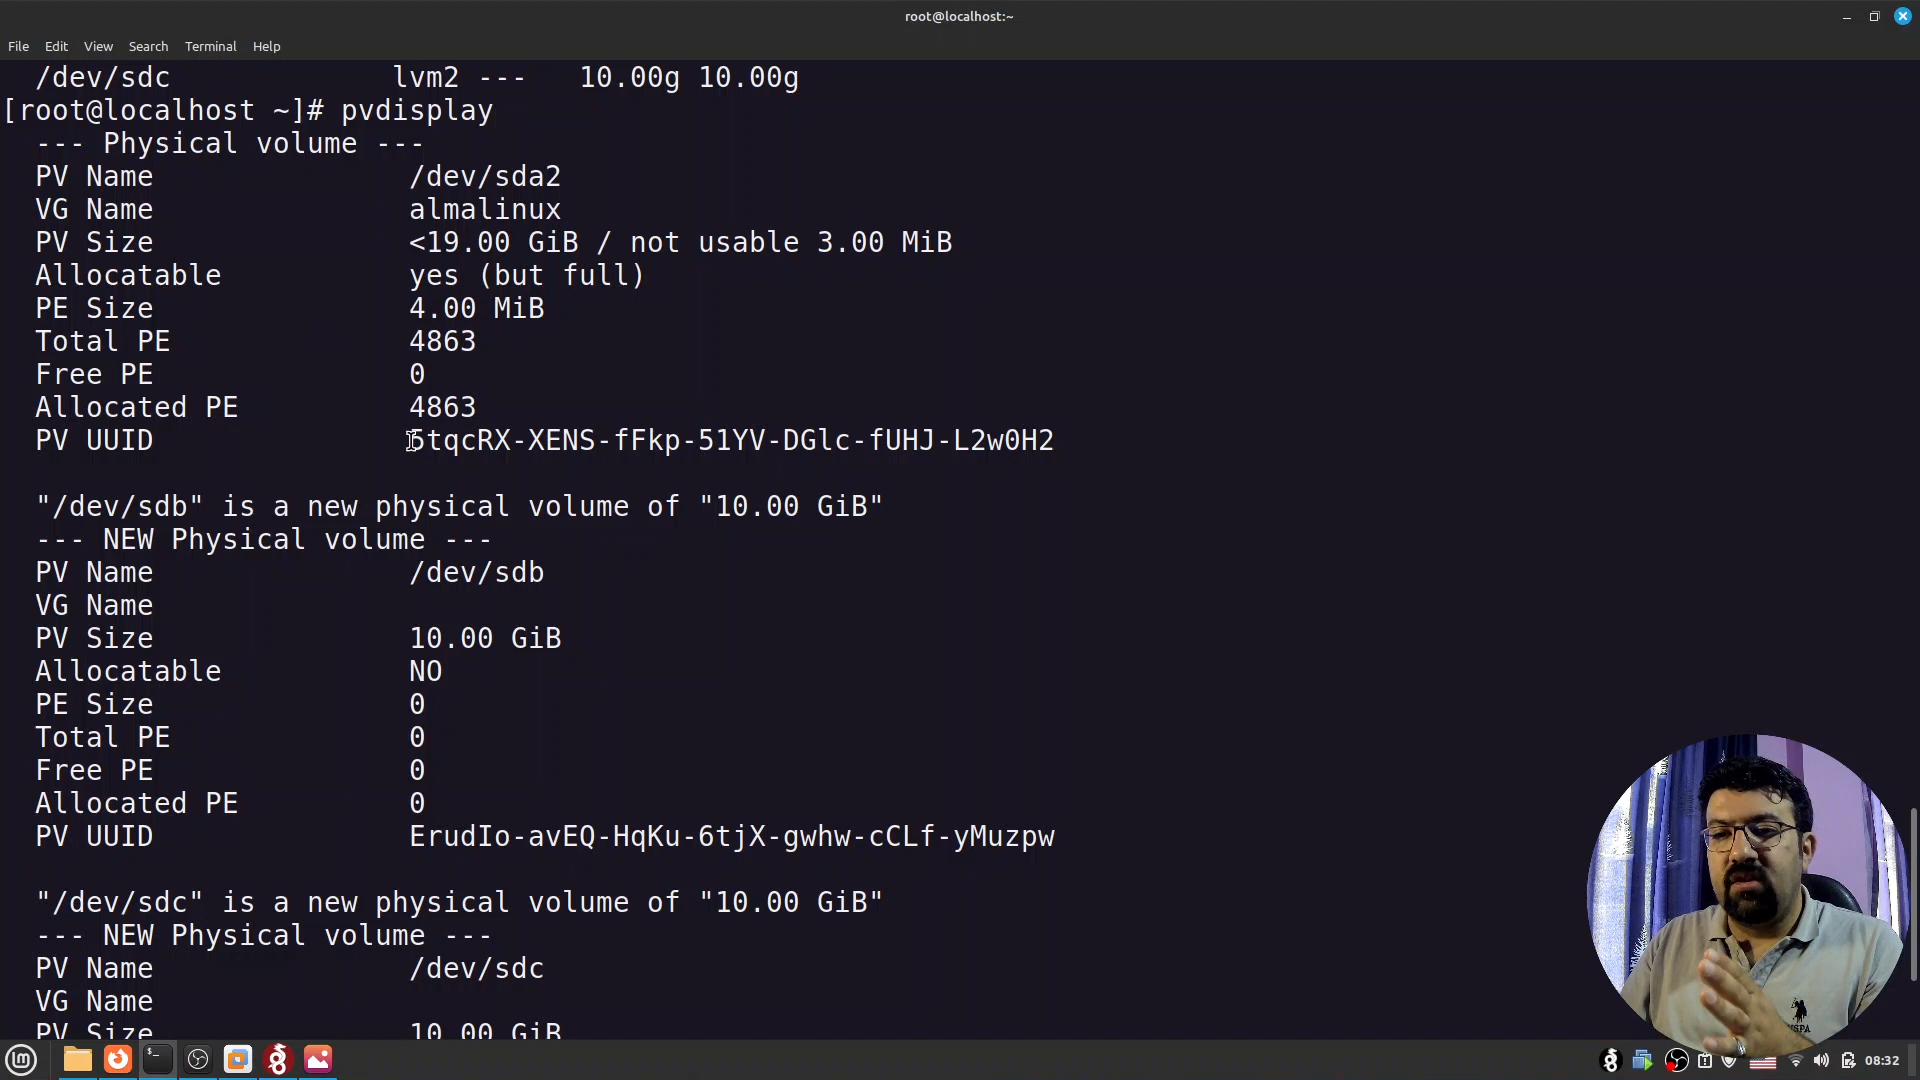 root@localhost:~
File Edit View Search Terminal Help
/dev/sdc lvm2 --- 10.00g 10.00g
[root@localhost ~]# pvdisplay
--- Physical volume ---
PV Name /dev/sda2
VG Name almalinux
PV Size <19.00 GiB / not usable 3.00 MiB
Allocatable yes (but full)
PE Size 4.00 MiB
Total PE 4863
Free PE 0
Allocated PE 4863
PV UUID 5tqcRX-XENS-fFkp-51YV-DGlc-fUHJ-L2w0H2
"/dev/sdb" is a new physical volume of "10.00 GiB"
--- NEW Physical volume ---
PV Name /dev/sdb
VG Name
PV Size 10.00 GiB
Allocatable NO
PE Size 0
Total PE 0
Free PE 0
Allocated PE 0
PV UUID ErudIo-avEQ-HqKu-6tjX-gwhw-cCLf-yMuzpw
"/dev/sdc" is a new physical volume of "10.00 GiB"
--- NEW Physical volume ---
PV Name /dev/sdc
VG Name
PV Size 10.00 GiB
08:32